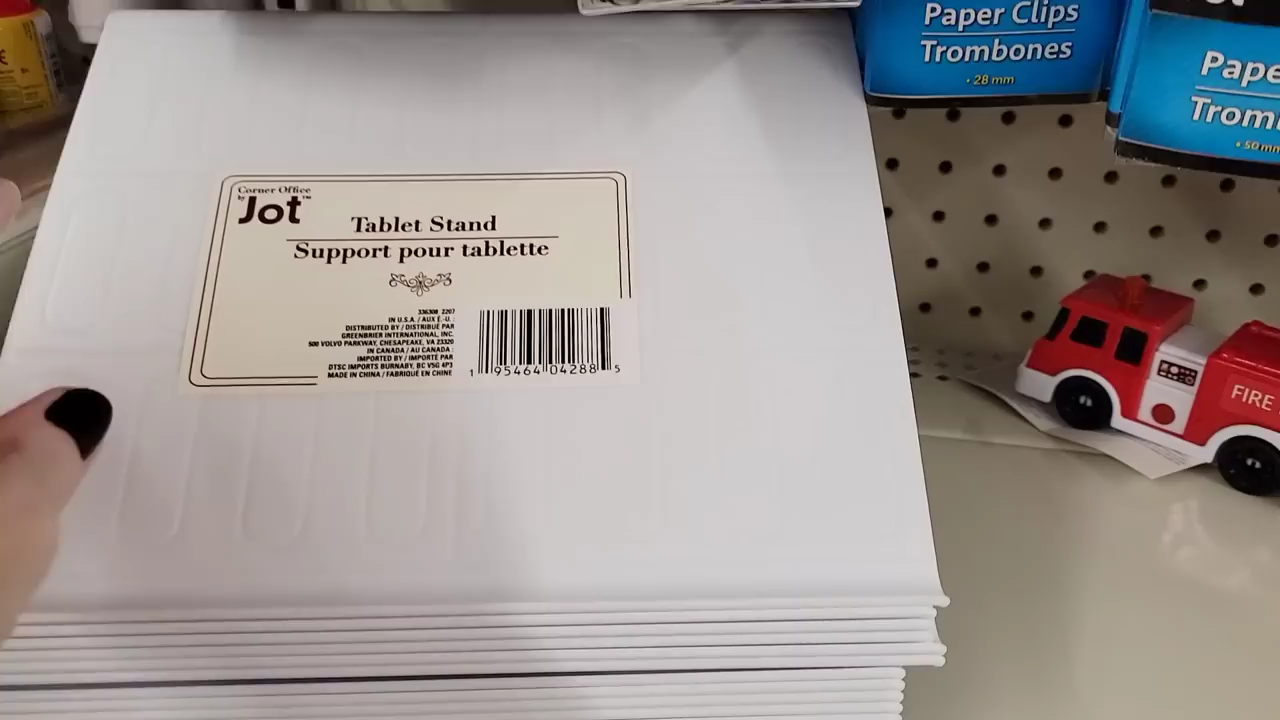 Corner Office
by Jot™
Tablet Stand
Support pour tablette
336308 2207
IN U.S.A. / AUX É.-U. :
DISTRIBUTED BY / DISTRIBUÉ PAR
GREENBRIER INTERNATIONAL, INC.
500 VOLVO PARKWAY, CHESAPEAKE, VA 23320
IN CANADA / AU CANADA :
IMPORTED BY / IMPORTÉ PAR
DTSC IMPORTS BURNABY, BC V5G 4P3
MADE IN CHINA / FABRIQUÉ EN CHINE
1 95464 04288 5
Paper Clips
Trombones
• 28 mm
Pape
Trom
• 50 mm
FIRE